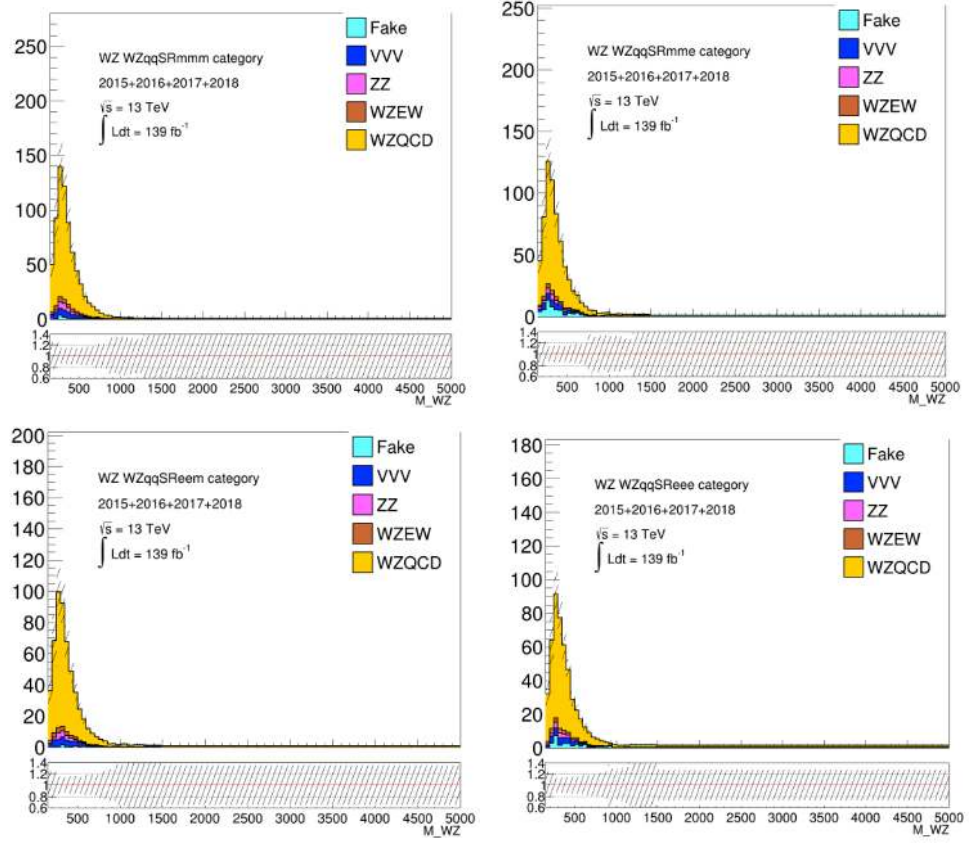 250
200
150
100
50
0
WZ WZqqSRmmm category
2015+2016+2017+2018
√s = 13 TeV
∫ Ldt = 139 fb⁻¹
Fake
VVV
ZZ
WZEW
WZQCD
1.4
1.2
1
0.8
0.6
500 1000 1500 2000 2500 3000 3500 4000 4500 5000
M_WZ
250
200
150
100
50
0
WZ WZqqSRmme category
2015+2016+2017+2018
√s = 13 TeV
∫ Ldt = 139 fb⁻¹
Fake
VVV
ZZ
WZEW
WZQCD
1.4
1.2
1
0.8
0.6
500 1000 1500 2000 2500 3000 3500 4000 4500 5000
M_WZ
200
180
160
140
120
100
80
60
40
20
0
WZ WZqqSReem category
2015+2016+2017+2018
√s = 13 TeV
∫ Ldt = 139 fb⁻¹
Fake
VVV
ZZ
WZEW
WZQCD
1.4
1.2
1
0.8
0.6
500 1000 1500 2000 2500 3000 3500 4000 4500 5000
M_WZ
180
160
140
120
100
80
60
40
20
0
WZ WZqqSReee category
2015+2016+2017+2018
√s = 13 TeV
∫ Ldt = 139 fb⁻¹
Fake
VVV
ZZ
WZEW
WZQCD
1.4
1.2
1
0.8
0.6
500 1000 1500 2000 2500 3000 3500 4000 4500 5000
M_WZ